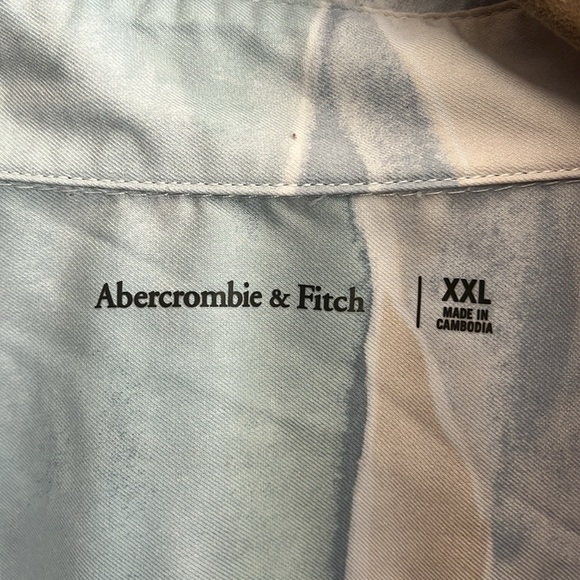 Abercrombie & Fitch
XXL
MADE IN
CAMBODIA